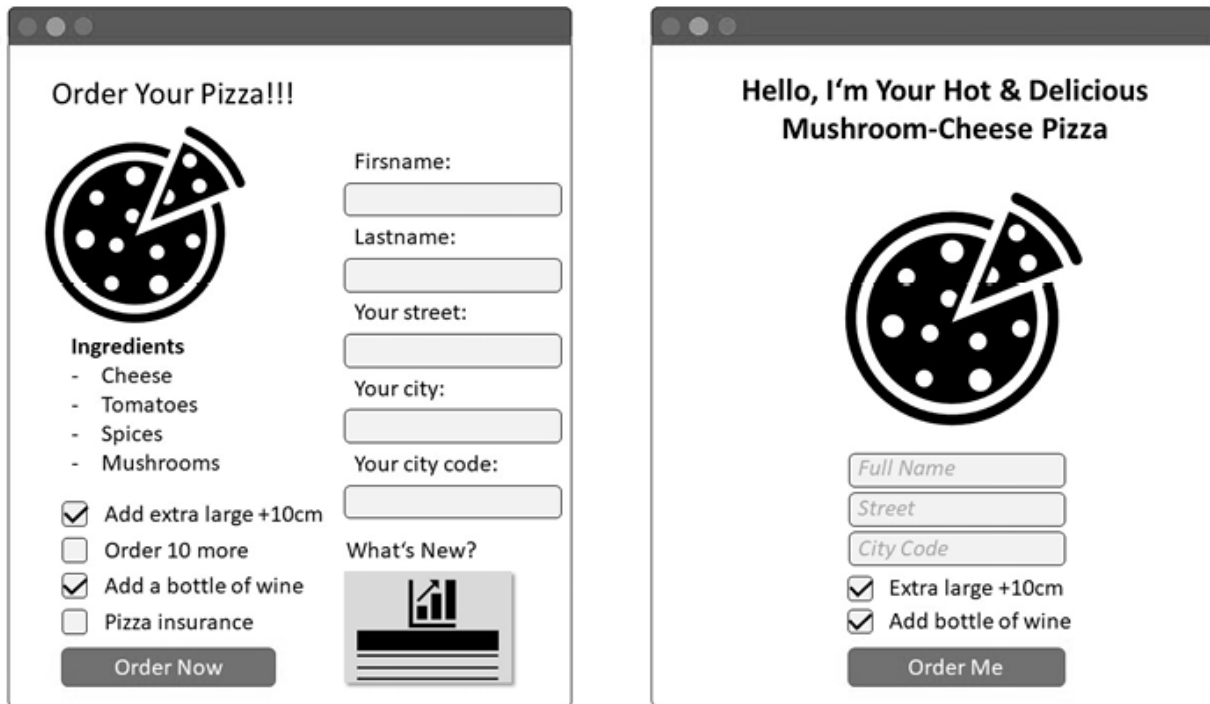 Order Your Pizza!!!
Ingredients
- Cheese
- Tomatoes
- Spices
- Mushrooms
Add extra large +10cm
Order 10 more
Add a bottle of wine
Pizza insurance
Order Now
Firsname:
Lastname:
Your street:
Your city:
Your city code:
What‘s New?
Hello, I‘m Your Hot & Delicious
Mushroom-Cheese Pizza
Full Name
Street
City Code
Extra large +10cm
Add bottle of wine
Order Me